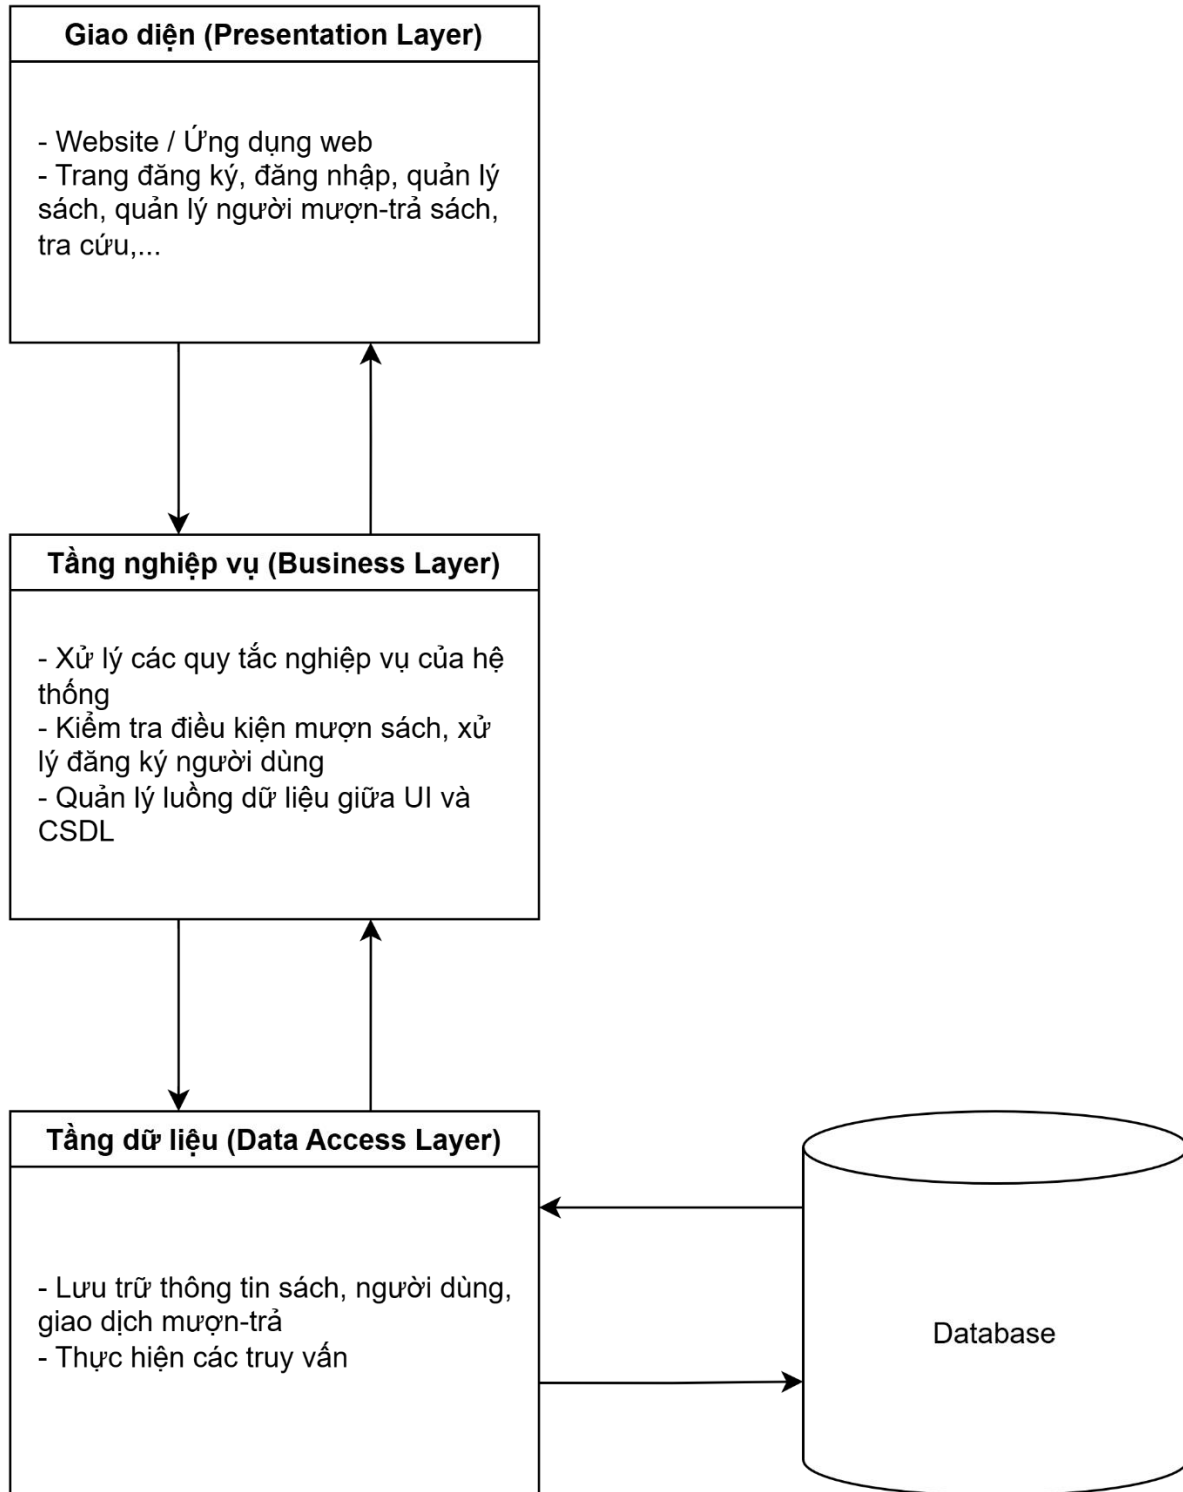 Giao diện (Presentation Layer)
- Website / Ứng dụng web
- Trang đăng ký, đăng nhập, quản lý
sách, quản lý người mượn-trả sách,
tra cứu,...
Tầng nghiệp vụ (Business Layer)
- Xử lý các quy tắc nghiệp vụ của hệ
thống
- Kiểm tra điều kiện mượn sách, xử
lý đăng ký người dùng
- Quản lý luồng dữ liệu giữa UI và
CSDL
Tầng dữ liệu (Data Access Layer)
- Lưu trữ thông tin sách, người dùng,
giao dịch mượn-trả
- Thực hiện các truy vấn
Database